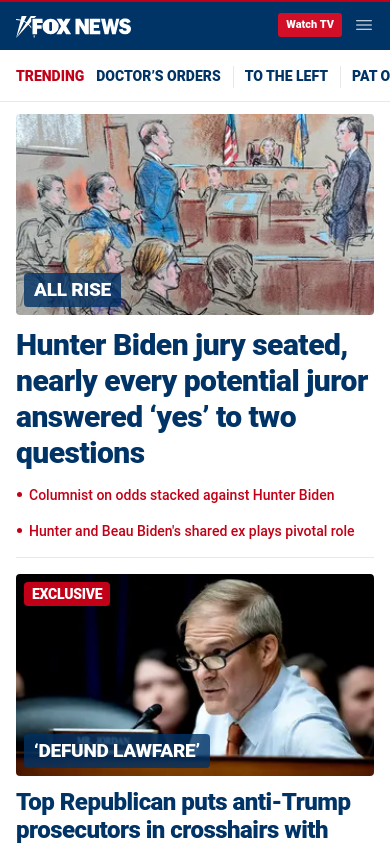 FOX NEWS
Watch TV
TRENDING DOCTOR’S ORDERS TO THE LEFT PAT O
ALL RISE
Hunter Biden jury seated,
nearly every potential juror
answered ‘yes’ to two
questions
• Columnist on odds stacked against Hunter Biden
• Hunter and Beau Biden's shared ex plays pivotal role
EXCLUSIVE
‘DEFUND LAWFARE’
Top Republican puts anti-Trump
prosecutors in crosshairs with